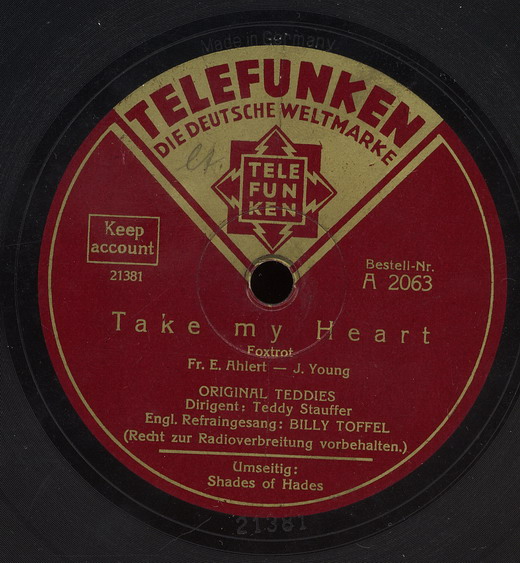 Made in Germany
TELEFUNKEN
DIE DEUTSCHE WELTMARKE
TELE
FUN
KEN
Keep
account
21381
Bestell-Nr.
A 2063
Take my Heart
Foxtrot
Fr. E. Ahlert — J. Young
ORIGINAL TEDDIES
Dirigent: Teddy Stauffer
Engl. Refraingesang: BILLY TOFFEL
(Recht zur Radioverbreitung vorbehalten.)
Umseitig:
Shades of Hades
21381